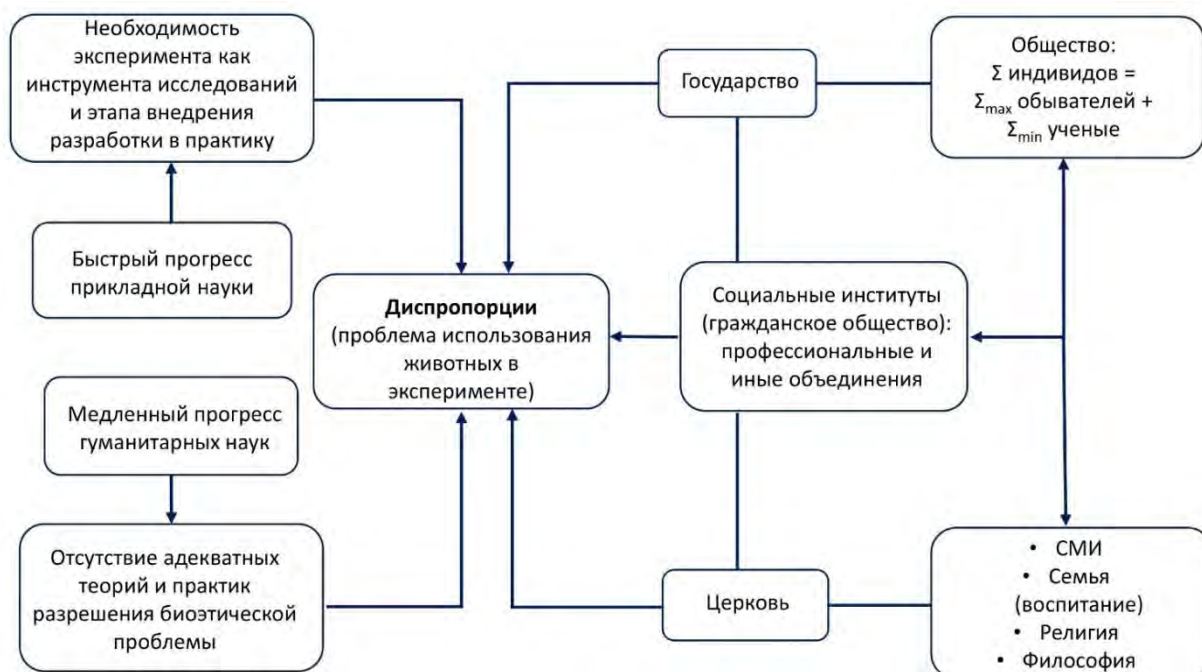 Необходимость
эксперимента как
инструмента исследований
и этапа внедрения
разработки в практику
Быстрый прогресс
прикладной науки
Медленный прогресс
гуманитарных наук
Отсутствие адекватных
теорий и практик
разрешения биоэтической
проблемы
Диспропорции
(проблема использования
животных в
эксперименте)
Государство
Социальные институты
(гражданское общество):
профессиональные и
иные объединения
Церковь
Общество:
Σ индивидов =
Σmax обывателей +
Σmin ученые
• СМИ
• Семья
(воспитание)
• Религия
• Философия